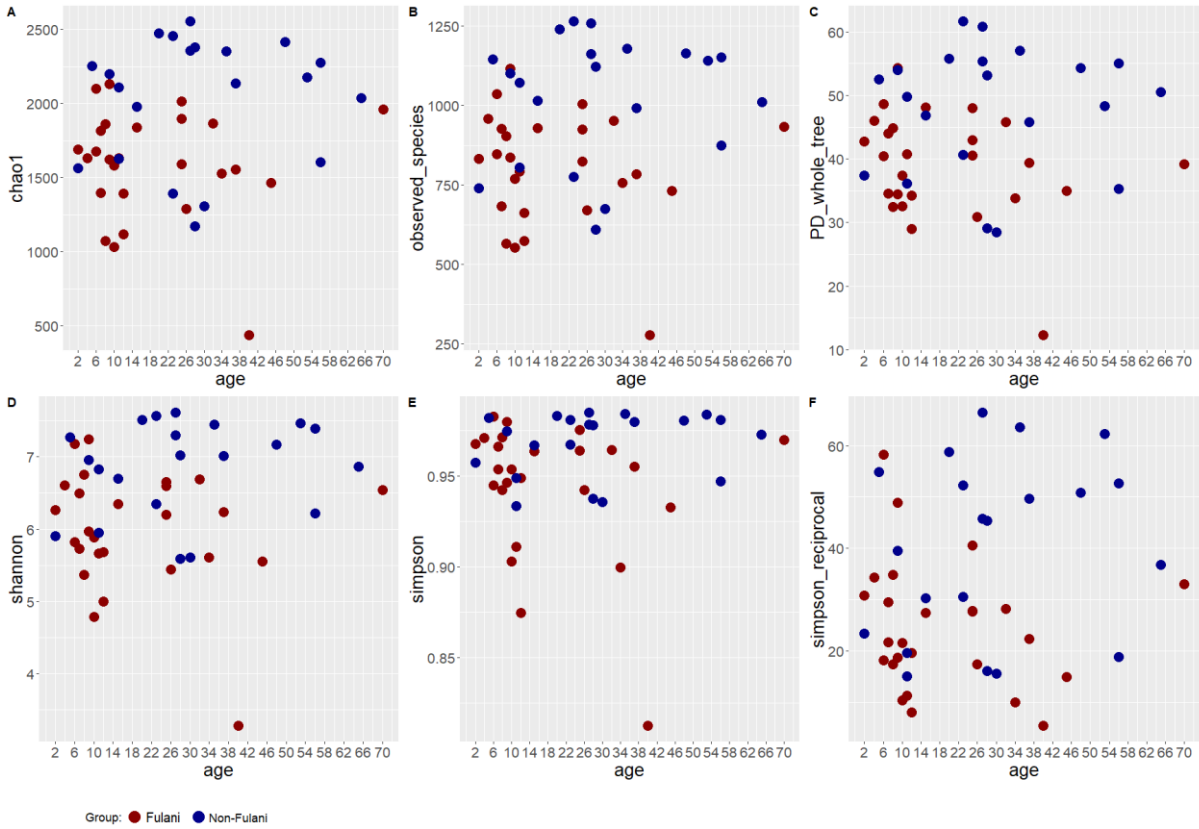 A
chao1
2500
2000
1500
1000
500
2 6 10 14 18 22 26 30 34 38 42 46 50 54 58 62 66 70
age
B
observed_species
1250
1000
750
500
250
2 6 10 14 18 22 26 30 34 38 42 46 50 54 58 62 66 70
age
C
PD_whole_tree
60
50
40
30
20
10
2 6 10 14 18 22 26 30 34 38 42 46 50 54 58 62 66 70
age
D
shannon
7
6
5
4
2 6 10 14 18 22 26 30 34 38 42 46 50 54 58 62 66 70
age
E
simpson
0.95
0.90
0.85
2 6 10 14 18 22 26 30 34 38 42 46 50 54 58 62 66 70
age
F
simpson_reciprocal
60
40
20
2 6 10 14 18 22 26 30 34 38 42 46 50 54 58 62 66 70
age
Group: Fulani Non-Fulani